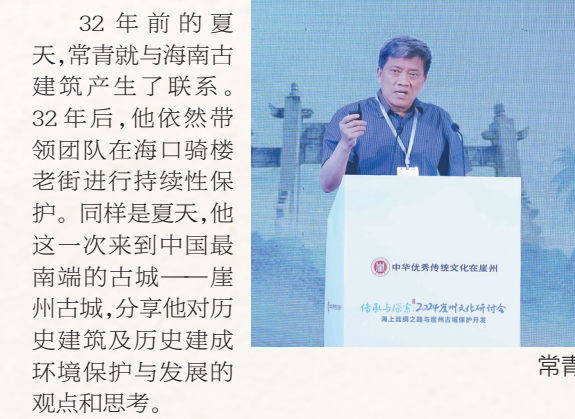 32 年前的夏
天,常青就与海南古
建筑产生了联系。
32 年后,他依然带
领团队在海口骑楼
老街进行持续性保
护。同样是夏天,他
这一次来到中国最
南端的古城——崖
州古城,分享他对历
史建筑及历史建成
环境保护与发展的
观点和思考。
中华优秀传统文化在崖州
传承与探索 2024崖州文化研讨会
海上丝绸之路与崖州古城保护开发
常青